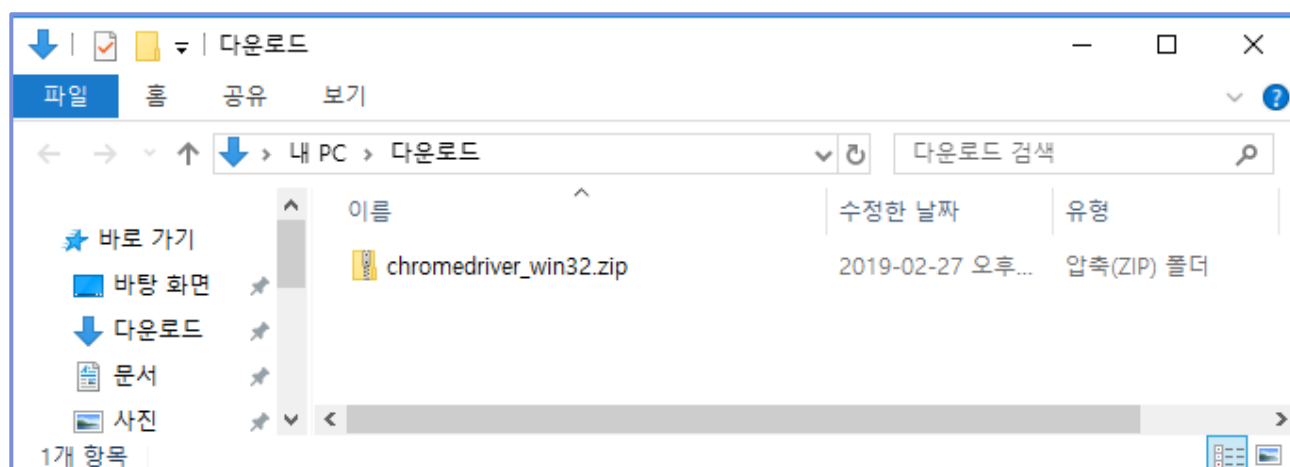 다운로드
파일 홈 공유 보기
내 PC 다운로드 다운로드 검색
이름 수정한 날짜 유형
바로 가기
chromedriver_win32.zip 2019-02-27 오후... 압축(ZIP) 폴더
바탕 화면
다운로드
문서
사진
1개 항목